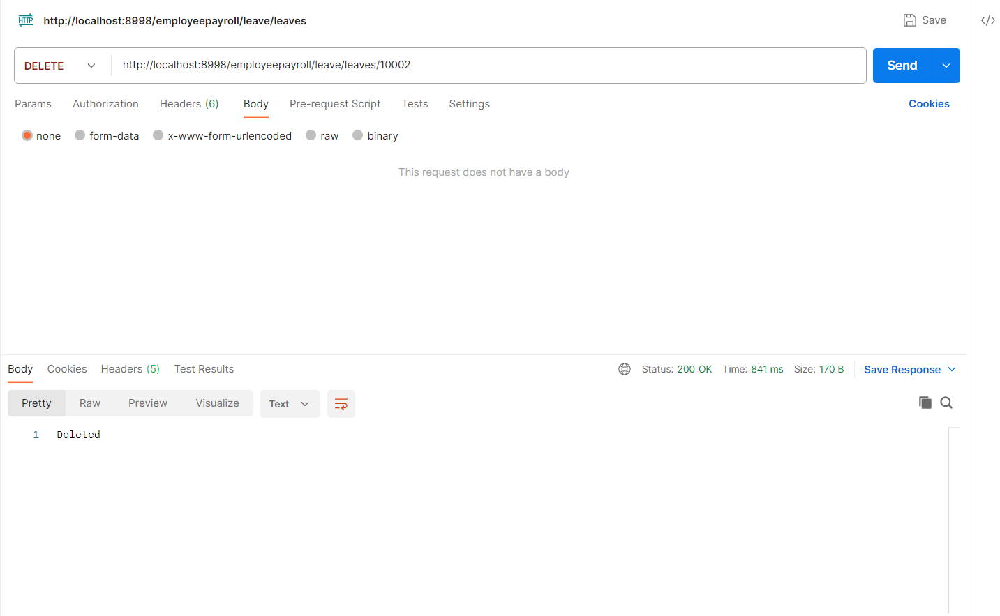 HTTP http://localhost:8998/employeepayroll/leave/leaves Save </>
DELETE http://localhost:8998/employeepayroll/leave/leaves/10002 Send
Params Authorization Headers (6) Body Pre-request Script Tests Settings Cookies
none form-data x-www-form-urlencoded raw binary
This request does not have a body
Body Cookies Headers (5) Test Results Status: 200 OK Time: 841 ms Size: 170 B Save Response
Pretty Raw Preview Visualize Text
1 Deleted